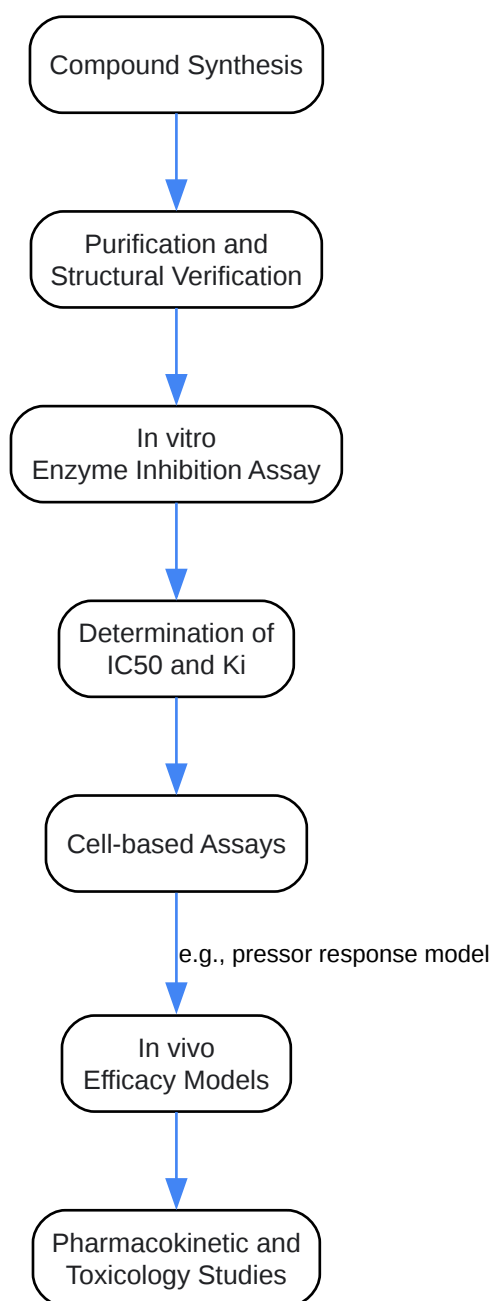 Compound Synthesis
Purification and
Structural Verification
In vitro
Enzyme Inhibition Assay
Determination of
IC50 and Ki
Cell-based Assays
e.g., pressor response model
In vivo
Efficacy Models
Pharmacokinetic and
Toxicology Studies